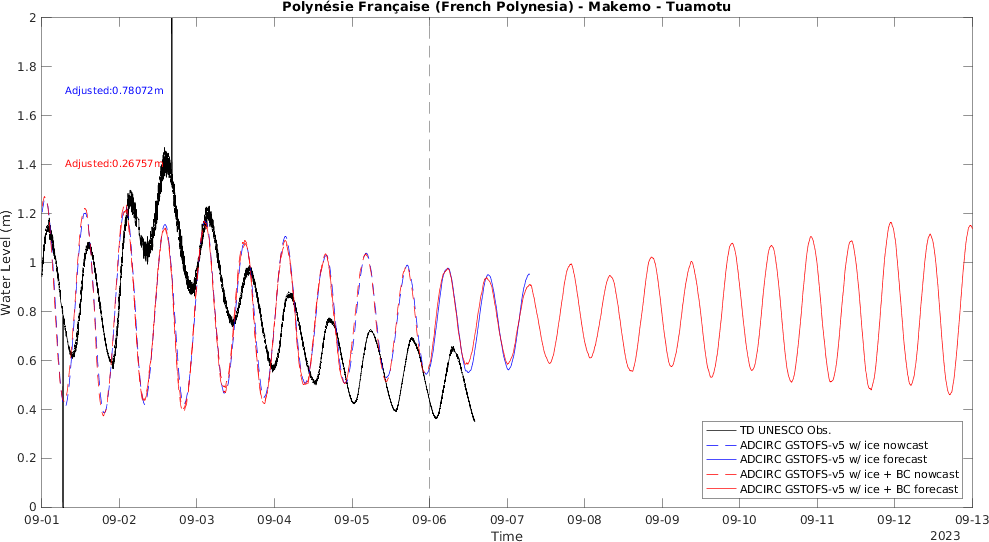 Polynésie Française (French Polynesia) - Makemo - Tuamotu
2
1.8
1.6
1.4
1.2
1
0.8
0.6
0.4
0.2
0
Water Level (m)
Adjusted:0.78072m
Adjusted:0.26757m
TD UNESCO Obs.
ADCIRC GSTOFS-v5 w/ ice nowcast
ADCIRC GSTOFS-v5 w/ ice forecast
ADCIRC GSTOFS-v5 w/ ice + BC nowcast
ADCIRC GSTOFS-v5 w/ ice + BC forecast
09-01 09-02 09-03 09-04 09-05 09-06 09-07 09-08 09-09 09-10 09-11 09-12 09-13
Time
2023